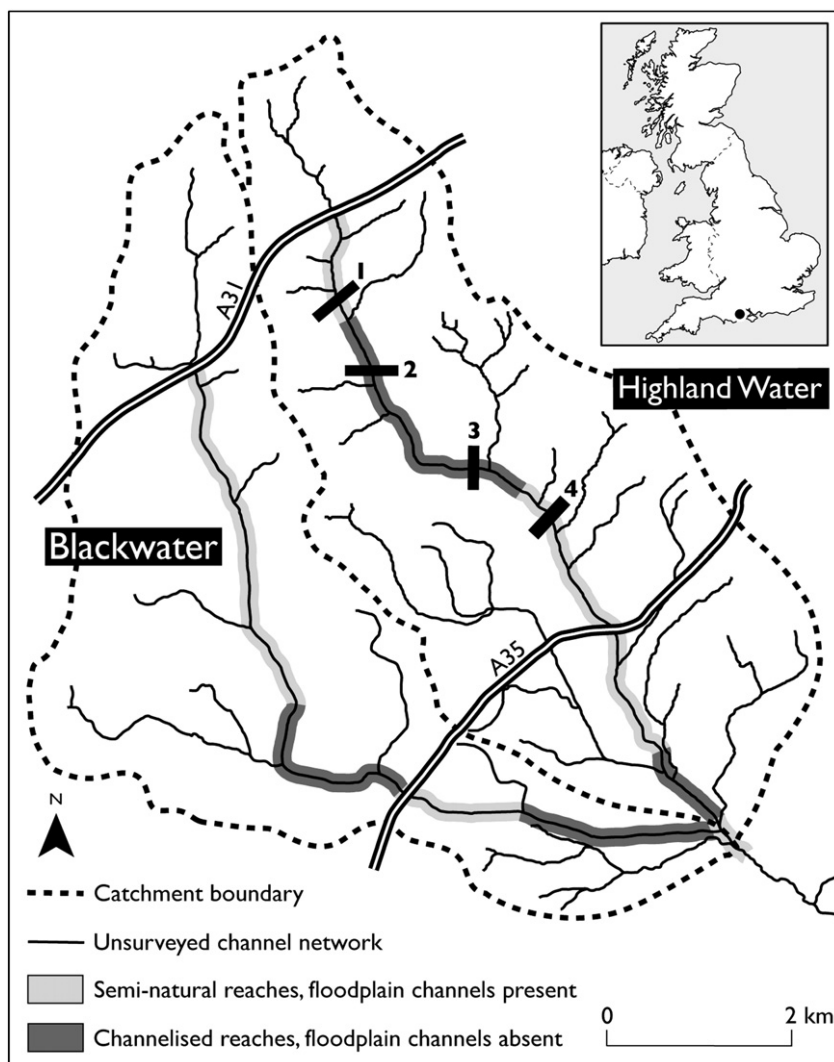 A31
1
2
3
4
Highland Water
Blackwater
A35
N
Catchment boundary
Unsurveyed channel network
Semi-natural reaches, floodplain channels present
Channelised reaches, floodplain channels absent
0 2 km